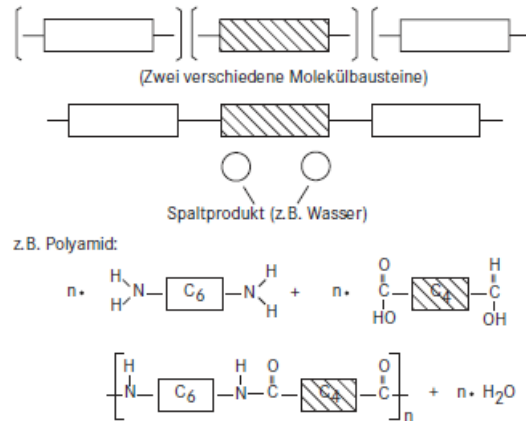 (Zwei verschiedene Molekülbausteine)
Spaltprodukt (z.B. Wasser)
z.B. Polyamid:
H H O H
n• N C₆ N + n• C C₄ C
H H HO OH
H H O O
N C₆ N C C₄ C n + n• H₂O